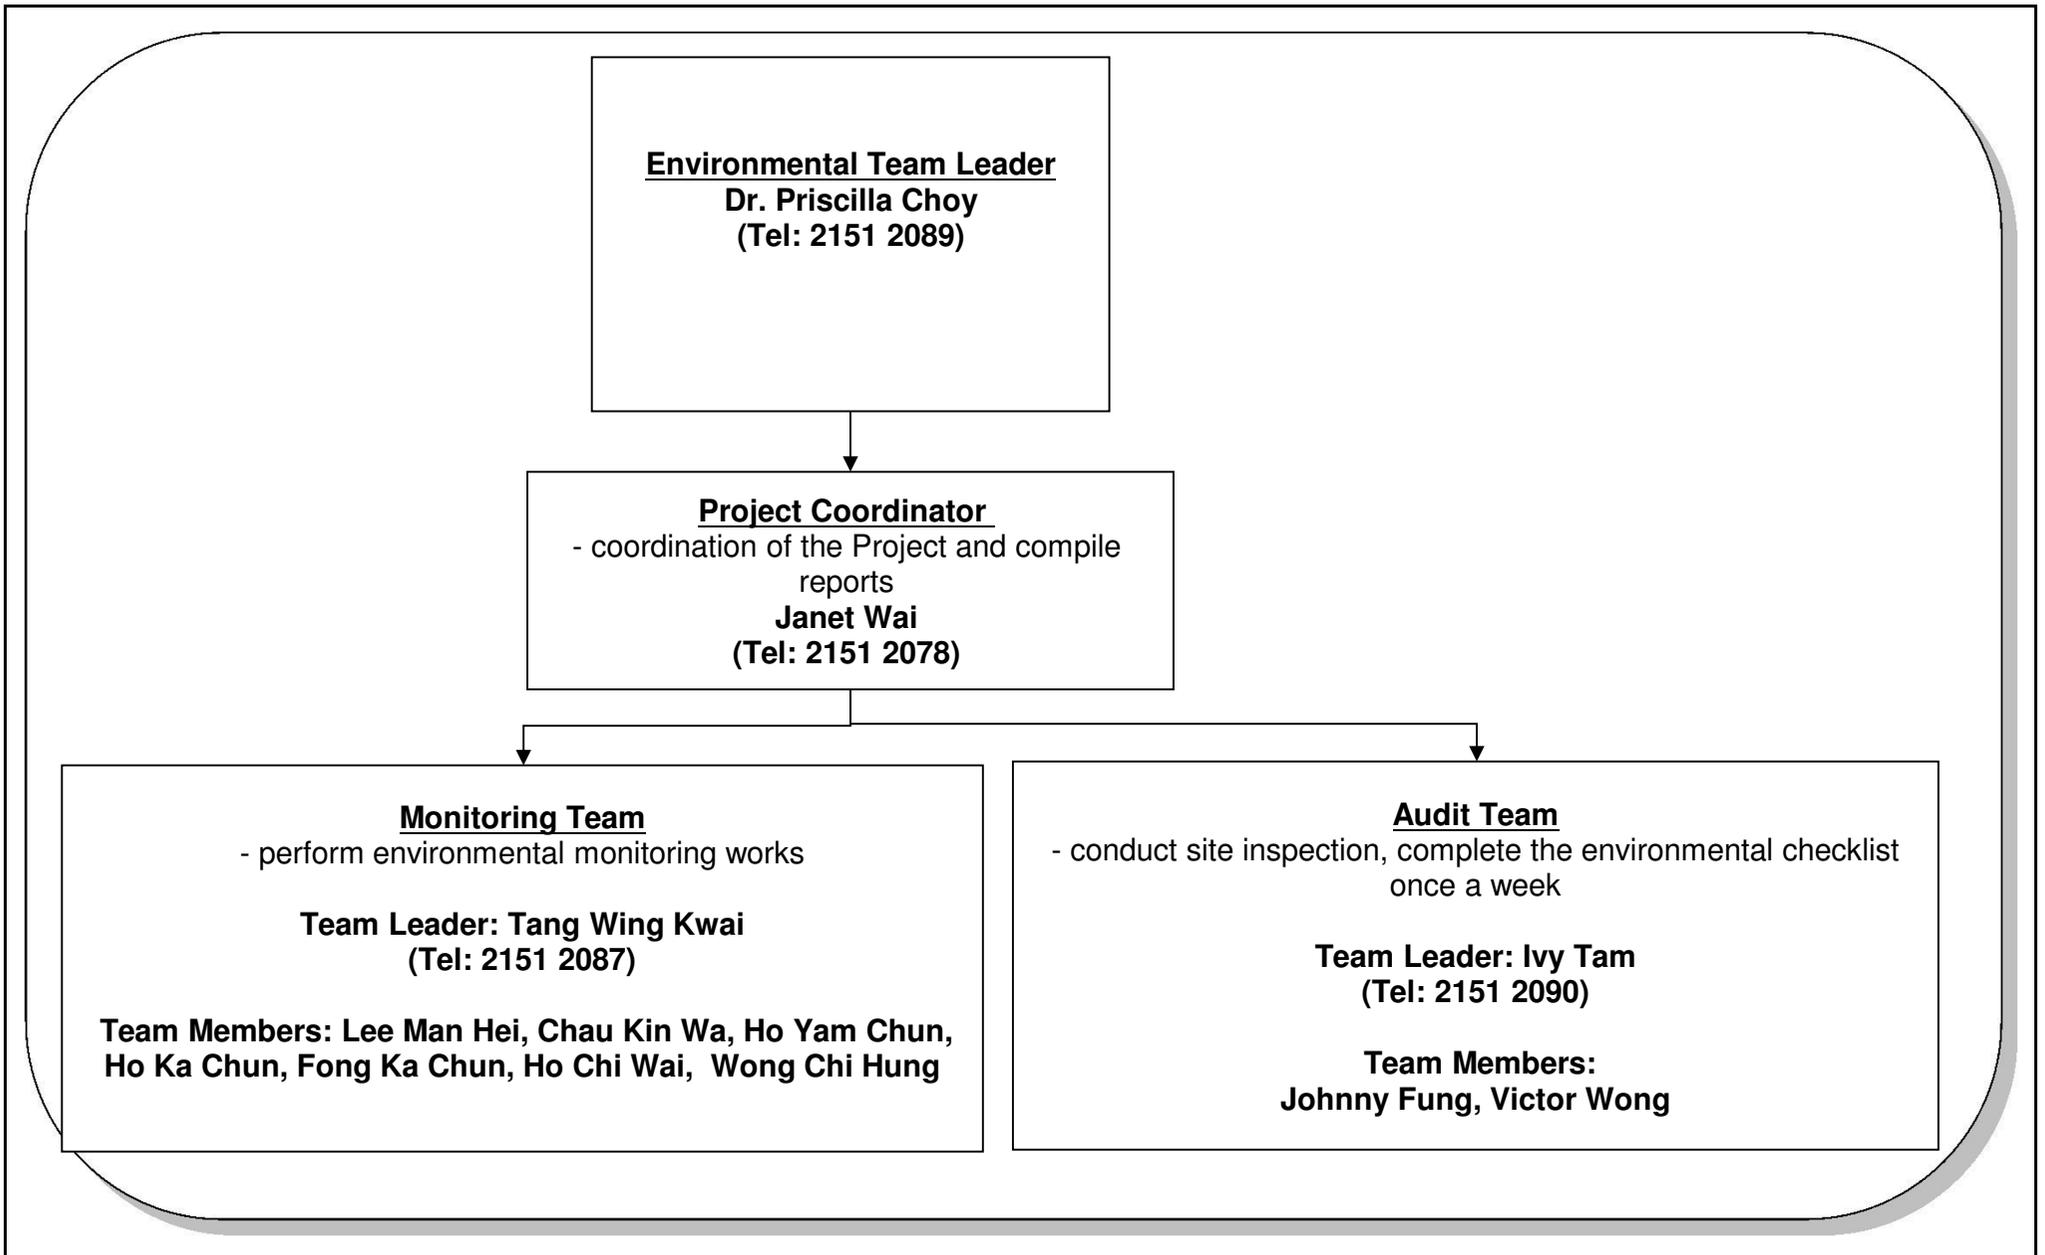 Environmental Team Leader
Dr. Priscilla Choy
(Tel: 2151 2089)
Project Coordinator
- coordination of the Project and compile
reports
Janet Wai
(Tel: 2151 2078)
Monitoring Team
- perform environmental monitoring works
Team Leader: Tang Wing Kwai
(Tel: 2151 2087)
Team Members: Lee Man Hei, Chau Kin Wa, Ho Yam Chun,
Ho Ka Chun, Fong Ka Chun, Ho Chi Wai,  Wong Chi Hung
Audit Team
- conduct site inspection, complete the environmental checklist
once a week
Team Leader: Ivy Tam
(Tel: 2151 2090)
Team Members:
Johnny Fung, Victor Wong